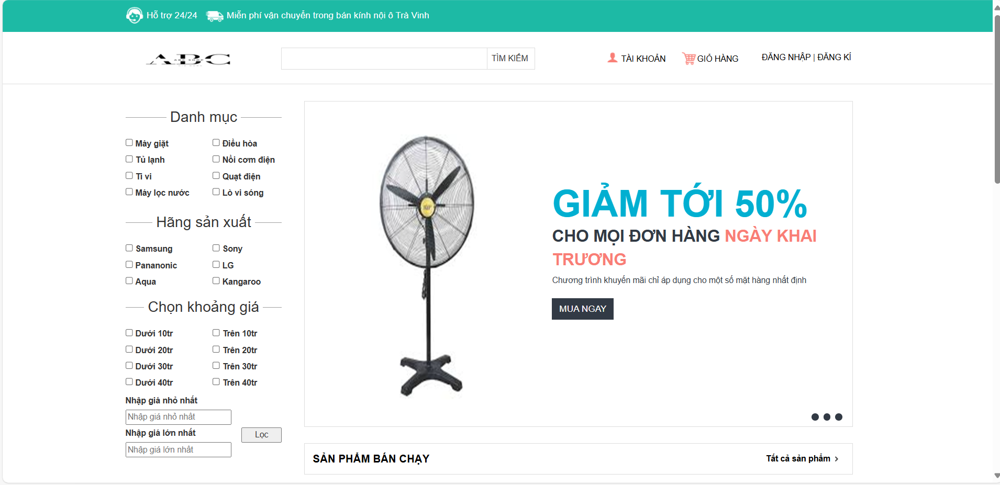 Hỗ trợ 24/24 Miễn phí vận chuyển trong bán kính nội ô Trà Vinh
ABC
TÌM KIẾM
TÀI KHOẢN
GIỎ HÀNG
ĐĂNG NHẬP | ĐĂNG KÍ
Danh mục
Máy giặt Điều hòa
Tủ lạnh Nồi cơm điện
Ti vi Quạt điện
Máy lọc nước Lò vi sóng
Hãng sản xuất
Samsung Sony
Pananonic LG
Aqua Kangaroo
Chọn khoảng giá
Dưới 10tr Trên 10tr
Dưới 20tr Trên 20tr
Dưới 30tr Trên 30tr
Dưới 40tr Trên 40tr
Nhập giá nhỏ nhất
Nhập giá nhỏ nhất
Nhập giá lớn nhất
Lọc
Nhập giá lớn nhất
GIẢM TỚI 50%
CHO MỌI ĐƠN HÀNG NGÀY KHAI
TRƯƠNG
Chương trình khuyến mãi chỉ áp dụng cho một số mặt hàng nhất định
MUA NGAY
SẢN PHẨM BÁN CHẠY
Tất cả sản phẩm